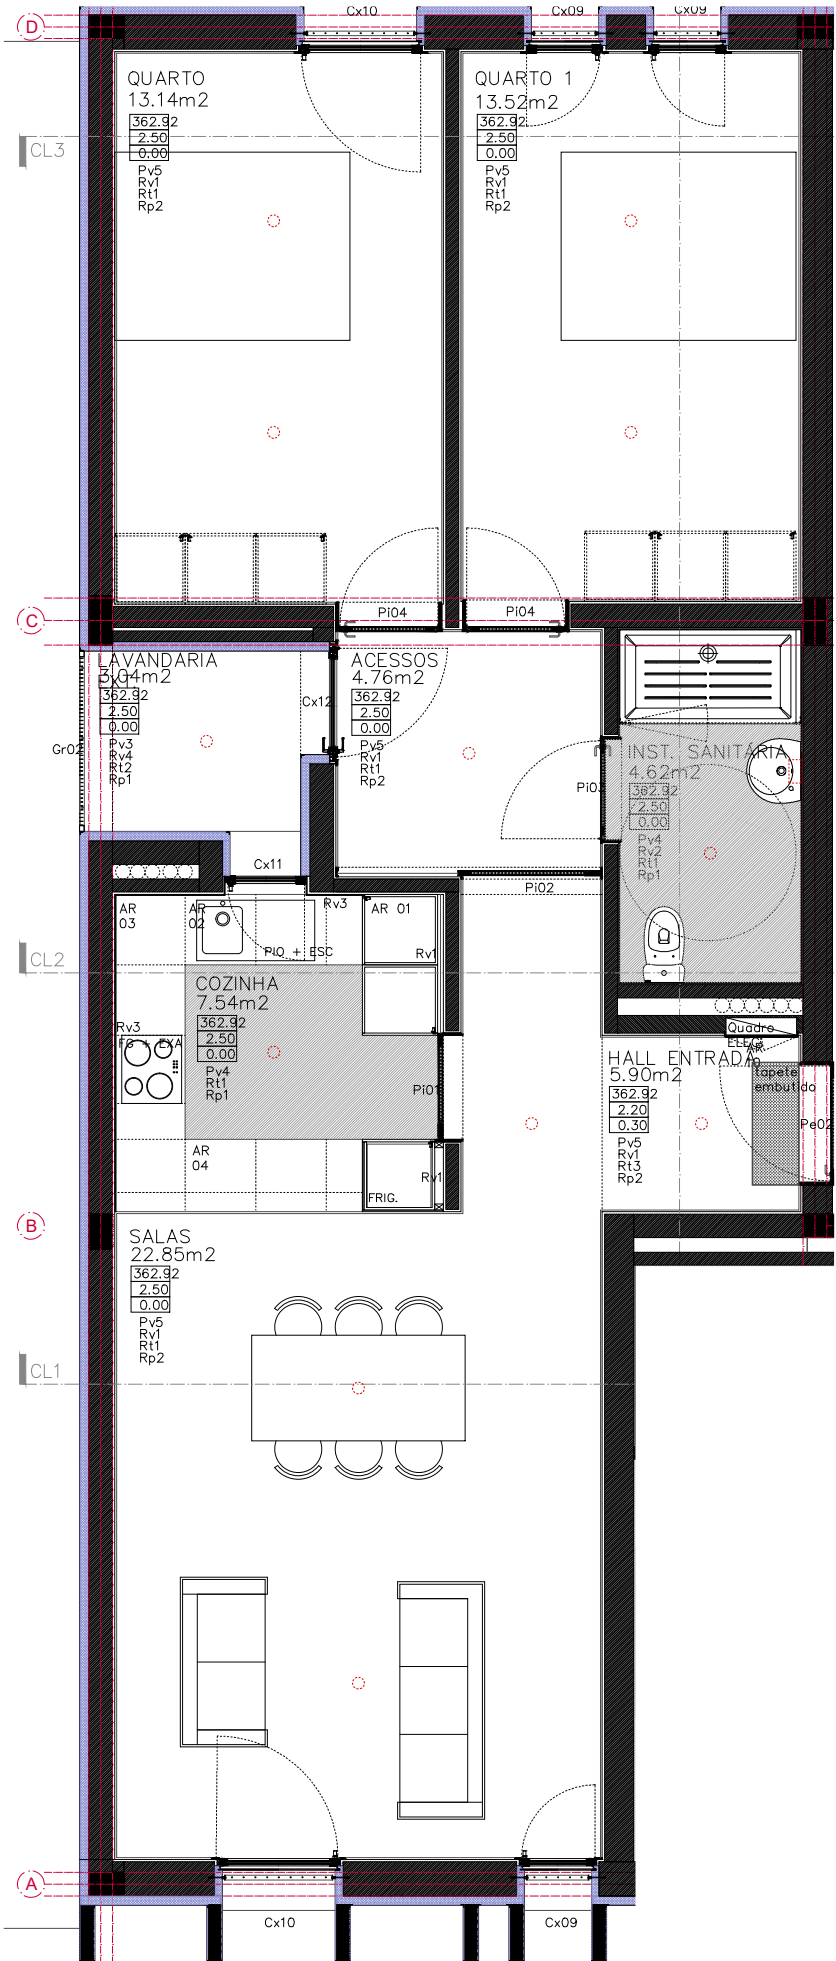 Cx10
Cx09
Cx09
D
QUARTO
13.14m2
362.92
2.50
0.00
Pv5
Rv1
Rt1
Rp2
QUARTO 1
13.52m2
362.92
2.50
0.00
Pv5
Rv1
Rt1
Rp2
CL3
Pi04
Pi04
C
LAVANDARIA
3.04m2
362.92
2.50
0.00
Pv3
Rv4
Rt2
Rp1
Gr02
Cx12
ACESSOS
4.76m2
362.92
2.50
0.00
Pv5
Rv1
Rt1
Rp2
Pi03
INST. SANITÁRIA
4.62m2
362.92
2.50
0.00
Pv4
Rv2
Rt1
Rp1
Cx11
Pi02
AR
03
AR
02
Rv3
AR 01
PIO + ESC
Rv1
CL2
COZINHA
7.54m2
362.92
2.50
0.00
Pv4
Rt1
Rp1
Rv3
FG + EXA
Pi01
Quadro
ELEC.
HALL ENTRADA
5.90m2
362.92
2.20
0.30
Pv5
Rv1
Rt3
Rp2
tapete
embutido
Pe02
AR
04
Rv1
FRIG.
B
SALAS
22.85m2
362.92
2.50
0.00
Pv5
Rv1
Rt1
Rp2
CL1
A
Cx10
Cx09